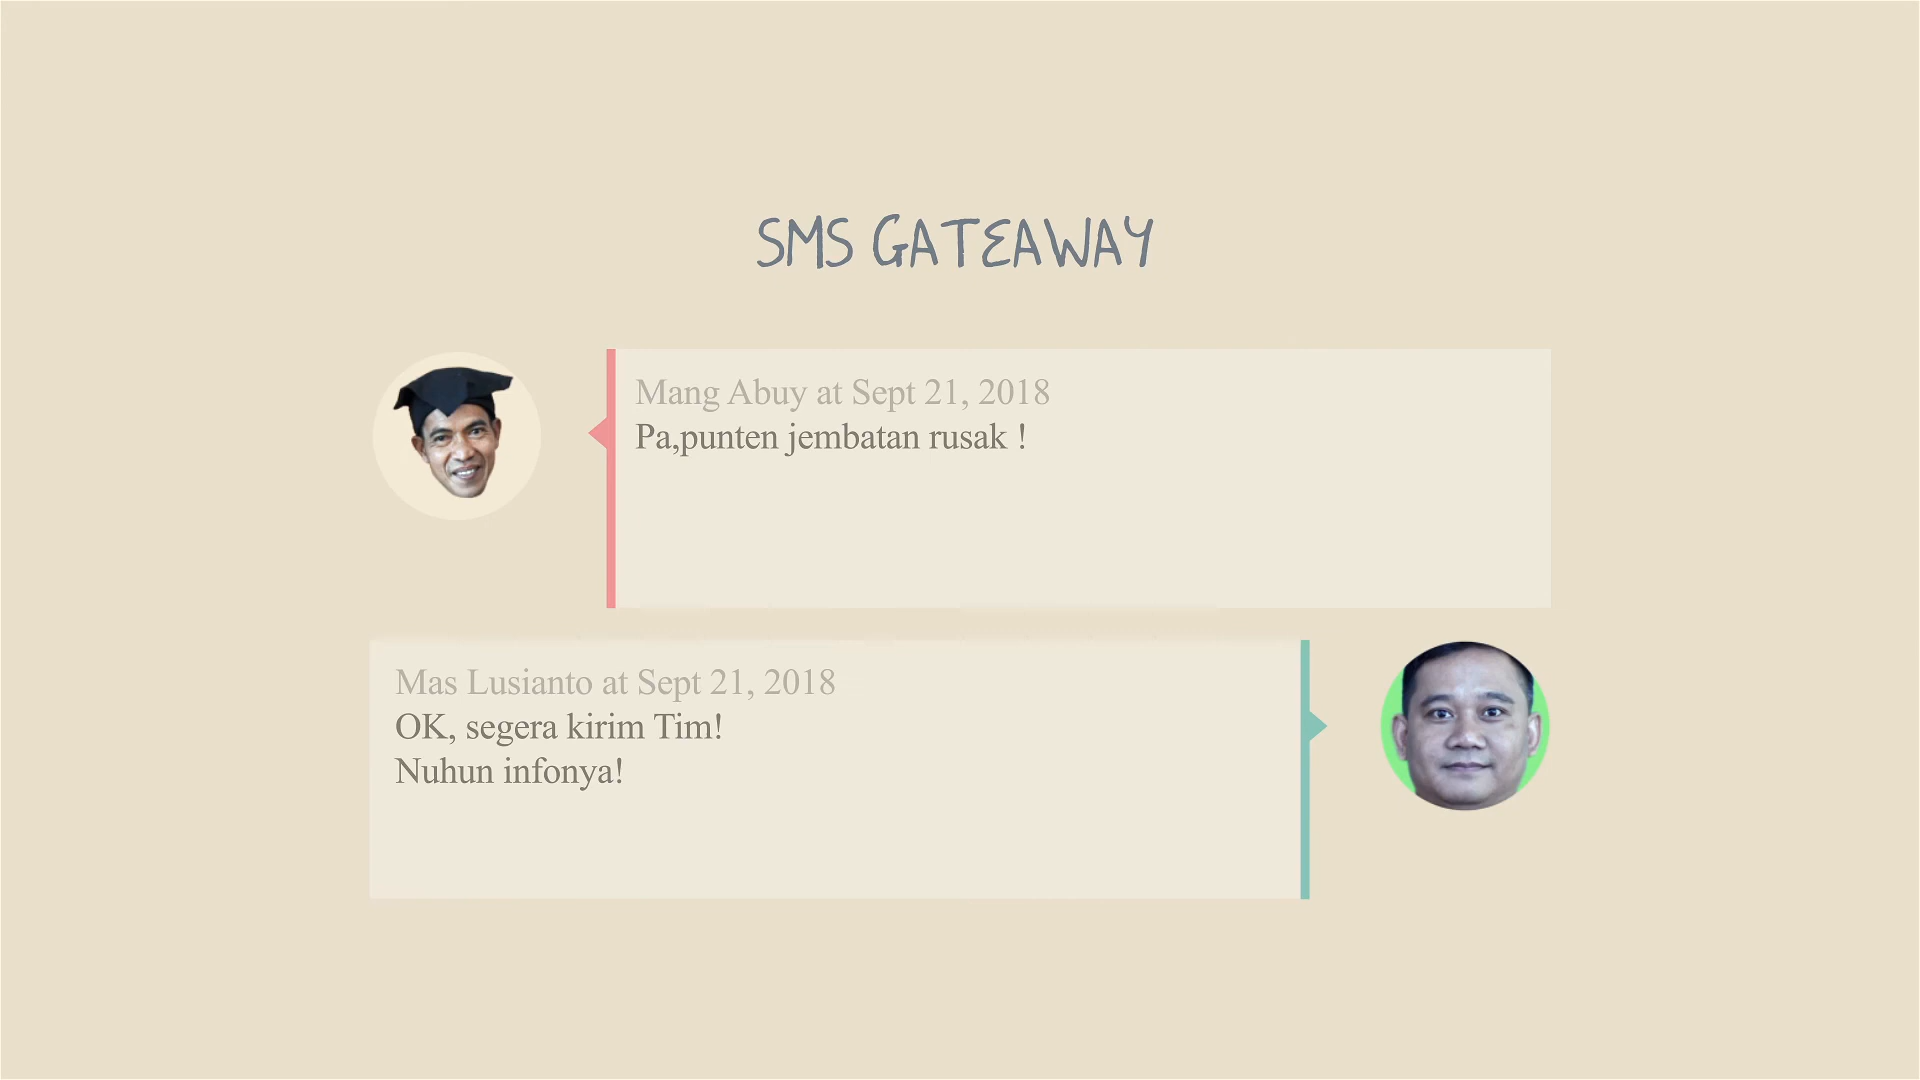 SMS GATEAWAY
Mang Abuy at Sept 21, 2018
Pa,punten jembatan rusak !
Mas Lusianto at Sept 21, 2018
OK, segera kirim Tim!
Nuhun infonya!